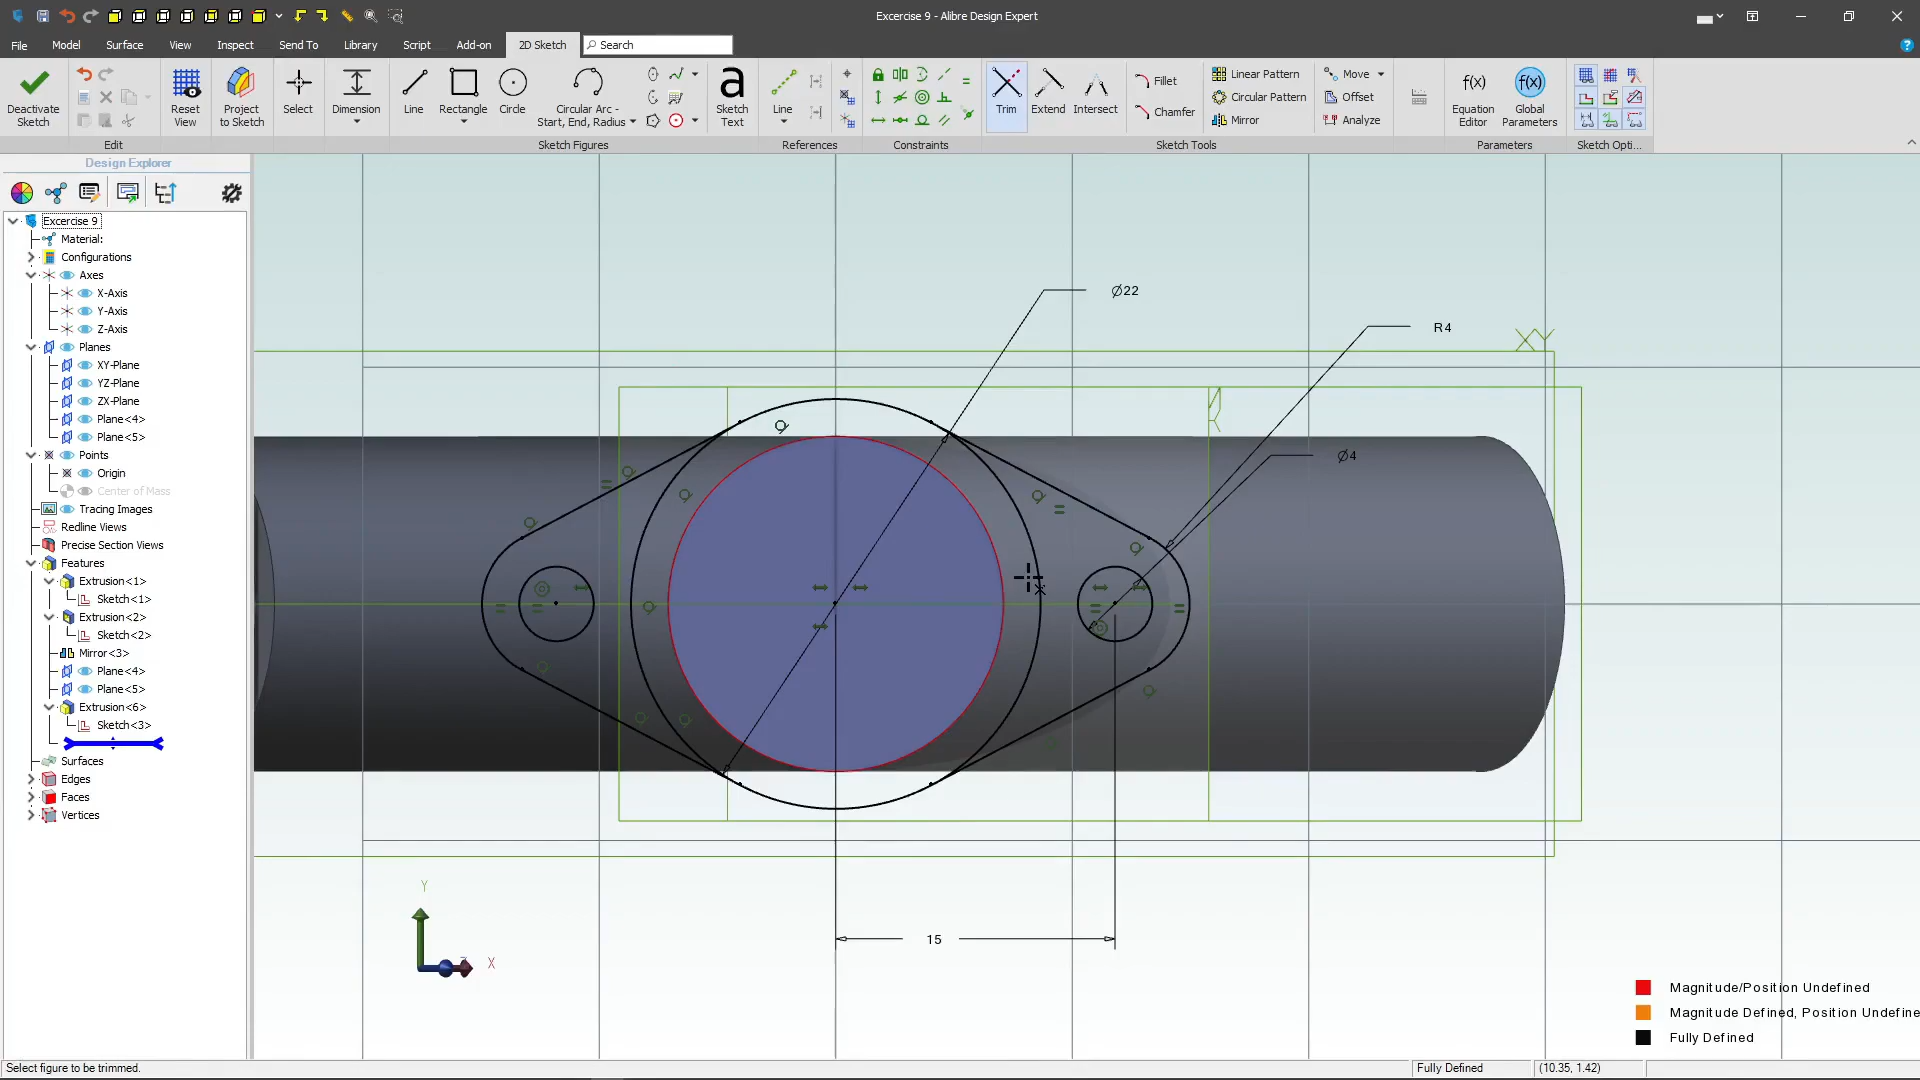 Excercise 9 - Alibre Design Expert
File Model Surface View Inspect Send To Library Script Add-on 2D Sketch Search
Deactivate Sketch
Reset View
Project to Sketch
Select
Dimension
Line
Rectangle
Circle
Circular Arc - Start, End, Radius
a
Sketch Text
Line
Trim
Extend
Intersect
Fillet
Chamfer
Linear Pattern
Circular Pattern
Mirror
Move
Offset
Analyze
f(x)
Equation Editor
f(x)
Global Parameters
Edit
Sketch Figures
References
Constraints
Sketch Tools
Parameters
Sketch Opti...
Design Explorer
Excercise 9
Material:
Configurations
Axes
X-Axis
Y-Axis
Z-Axis
Planes
XY-Plane
YZ-Plane
ZX-Plane
Plane<4>
Plane<5>
Points
Origin
Center of Mass
Tracing Images
Redline Views
Precise Section Views
Features
Extrusion<1>
Sketch<1>
Extrusion<2>
Sketch<2>
Mirror<3>
Plane<4>
Plane<5>
Extrusion<6>
Sketch<3>
Surfaces
Edges
Faces
Vertices
∅22
R4
∅4
15
Y
Z
X
Magnitude/Position Undefined
Magnitude Defined, Position Undefine
Fully Defined
Select figure to be trimmed.
Fully Defined
(10.35, 1.42)